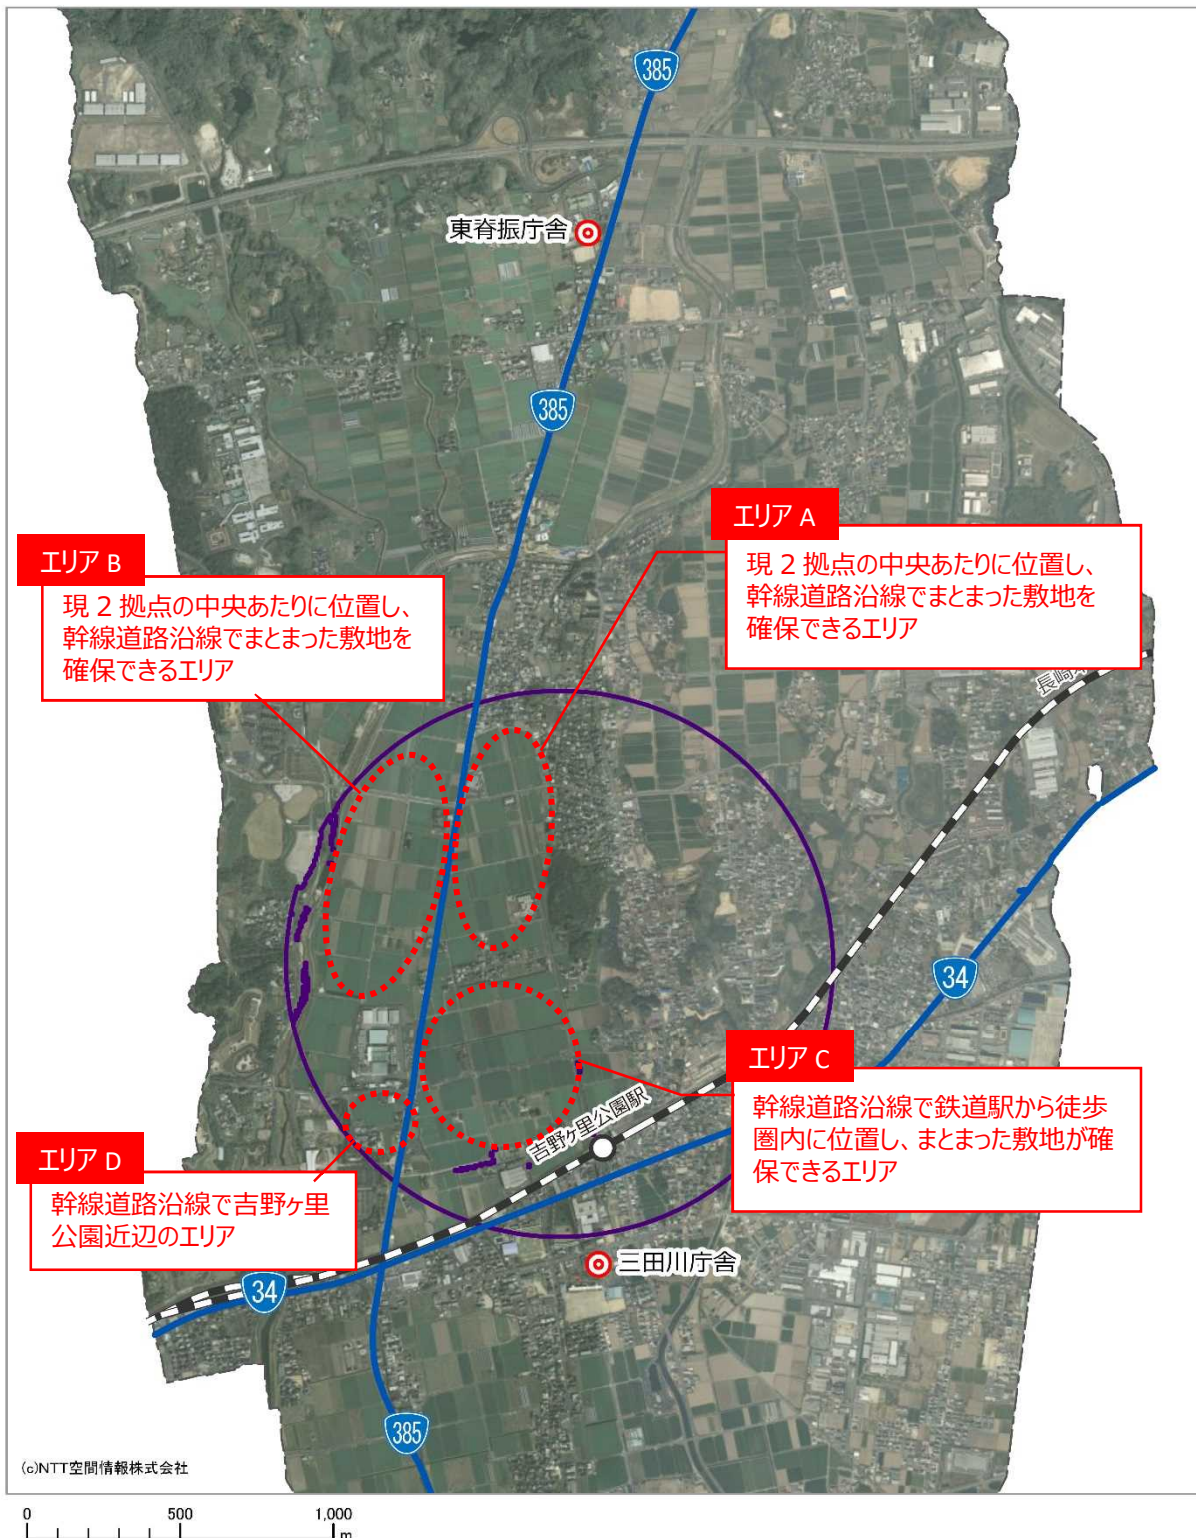 385
東脊振庁舎
385
エリア A
現 2 拠点の中央あたりに位置し、
幹線道路沿線でまとまった敷地を
確保できるエリア
エリア B
現 2 拠点の中央あたりに位置し、
幹線道路沿線でまとまった敷地を
確保できるエリア
長崎
34
エリア C
幹線道路沿線で鉄道駅から徒歩
圏内に位置し、まとまった敷地が確
保できるエリア
吉野ヶ里公園駅
エリア D
幹線道路沿線で吉野ヶ里
公園近辺のエリア
三田川庁舎
34
385
(c)NTT空間情報株式会社
0 500 1,000
m